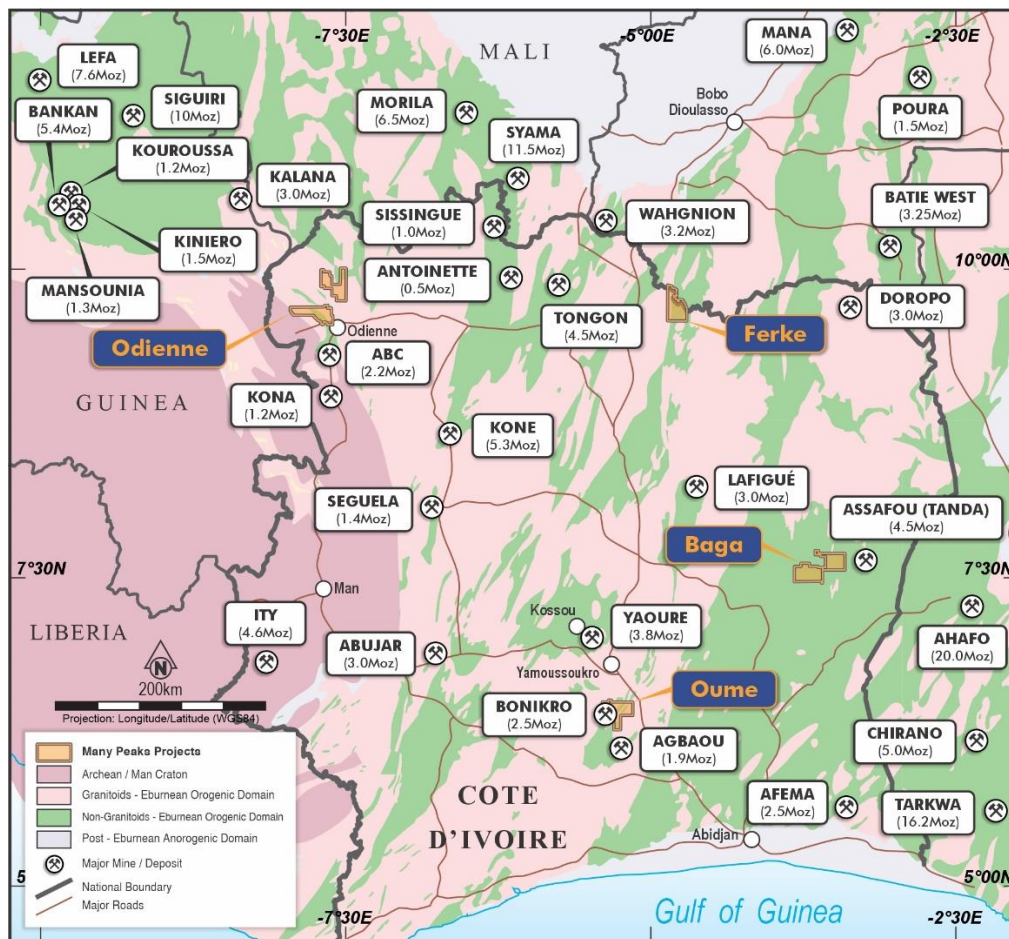 -7°30E
-5°00E
-2°30E
MALI
MANA
(6.0Moz)
LEFA
(7.6Moz)
BANKAN
(5.4Moz)
SIGUIRI
(10Moz)
MORILA
(6.5Moz)
Bobo
Dioulasso
POURA
(1.5Moz)
KOUROUSSA
(1.2Moz)
SYAMA
(11.5Moz)
KALANA
(3.0Moz)
BATIE WEST
(3.25Moz)
SISSINGUE
(1.0Moz)
WAHGNION
(3.2Moz)
KINIERO
(1.5Moz)
10°00N
MANSOUNIA
(1.3Moz)
ANTOINETTE
(0.5Moz)
TONGON
(4.5Moz)
DOROPO
(3.0Moz)
Odienne
Odienne
Ferke
ABC
(2.2Moz)
GUINEA
KONA
(1.2Moz)
KONE
(5.3Moz)
LAFIGUÉ
(3.0Moz)
SEGUELA
(1.4Moz)
ASSAFOU (TANDA)
(4.5Moz)
Baga
7°30N
7°30N
Man
ITY
(4.6Moz)
LIBERIA
Kossou
YAOURE
(3.8Moz)
ABUJAR
(3.0Moz)
AHAFO
(20.0Moz)
Yamoussoukro
N
200km
Projection: Longitude/Latitude (WGS84)
Oume
BONIKRO
(2.5Moz)
AGBAOU
(1.9Moz)
CHIRANO
(5.0Moz)
Many Peaks Projects
Archean / Man Craton
Granitoids - Eburnean Orogenic Domain
Non-Granitoids - Eburnean Orogenic Domain
Post - Eburnean Anorogenic Domain
Major Mine / Deposit
National Boundary
Major Roads
COTE
D'IVOIRE
AFEMA
(2.5Moz)
TARKWA
(16.2Moz)
Abidjan
5
5°00N
-7°30E
Gulf of Guinea
-2°30E